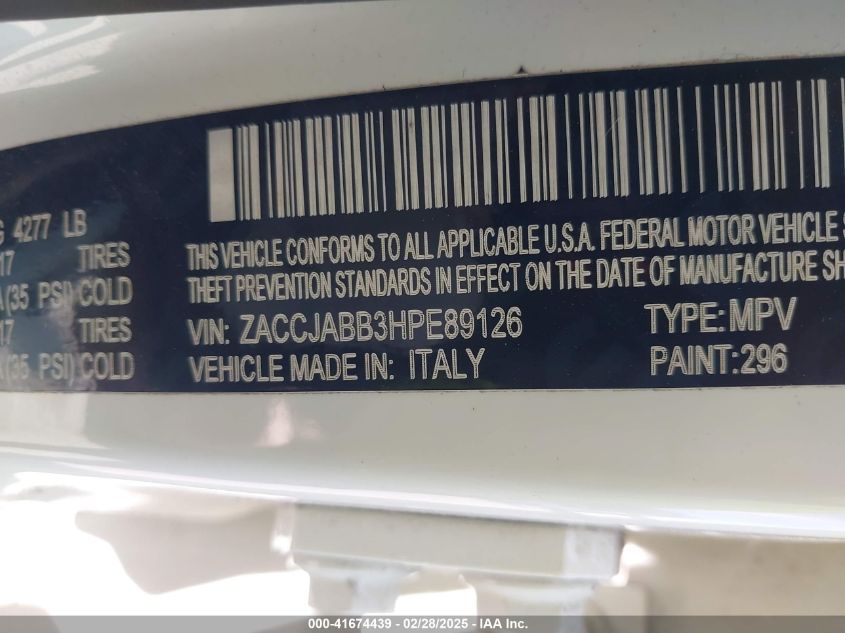 4277 LB
17 TIRES
(35 PSI) COLD
17 TIRES
(35 PSI) COLD
THIS VEHICLE CONFORMS TO ALL APPLICABLE U.S.A. FEDERAL MOTOR VEHICLE
THEFT PREVENTION STANDARDS IN EFFECT ON THE DATE OF MANUFACTURE SH
VIN: ZACCJABB3HPE89126 TYPE: MPV
VEHICLE MADE IN: ITALY PAINT: 296
000-41674439 - 02/28/2025 - IAA Inc.